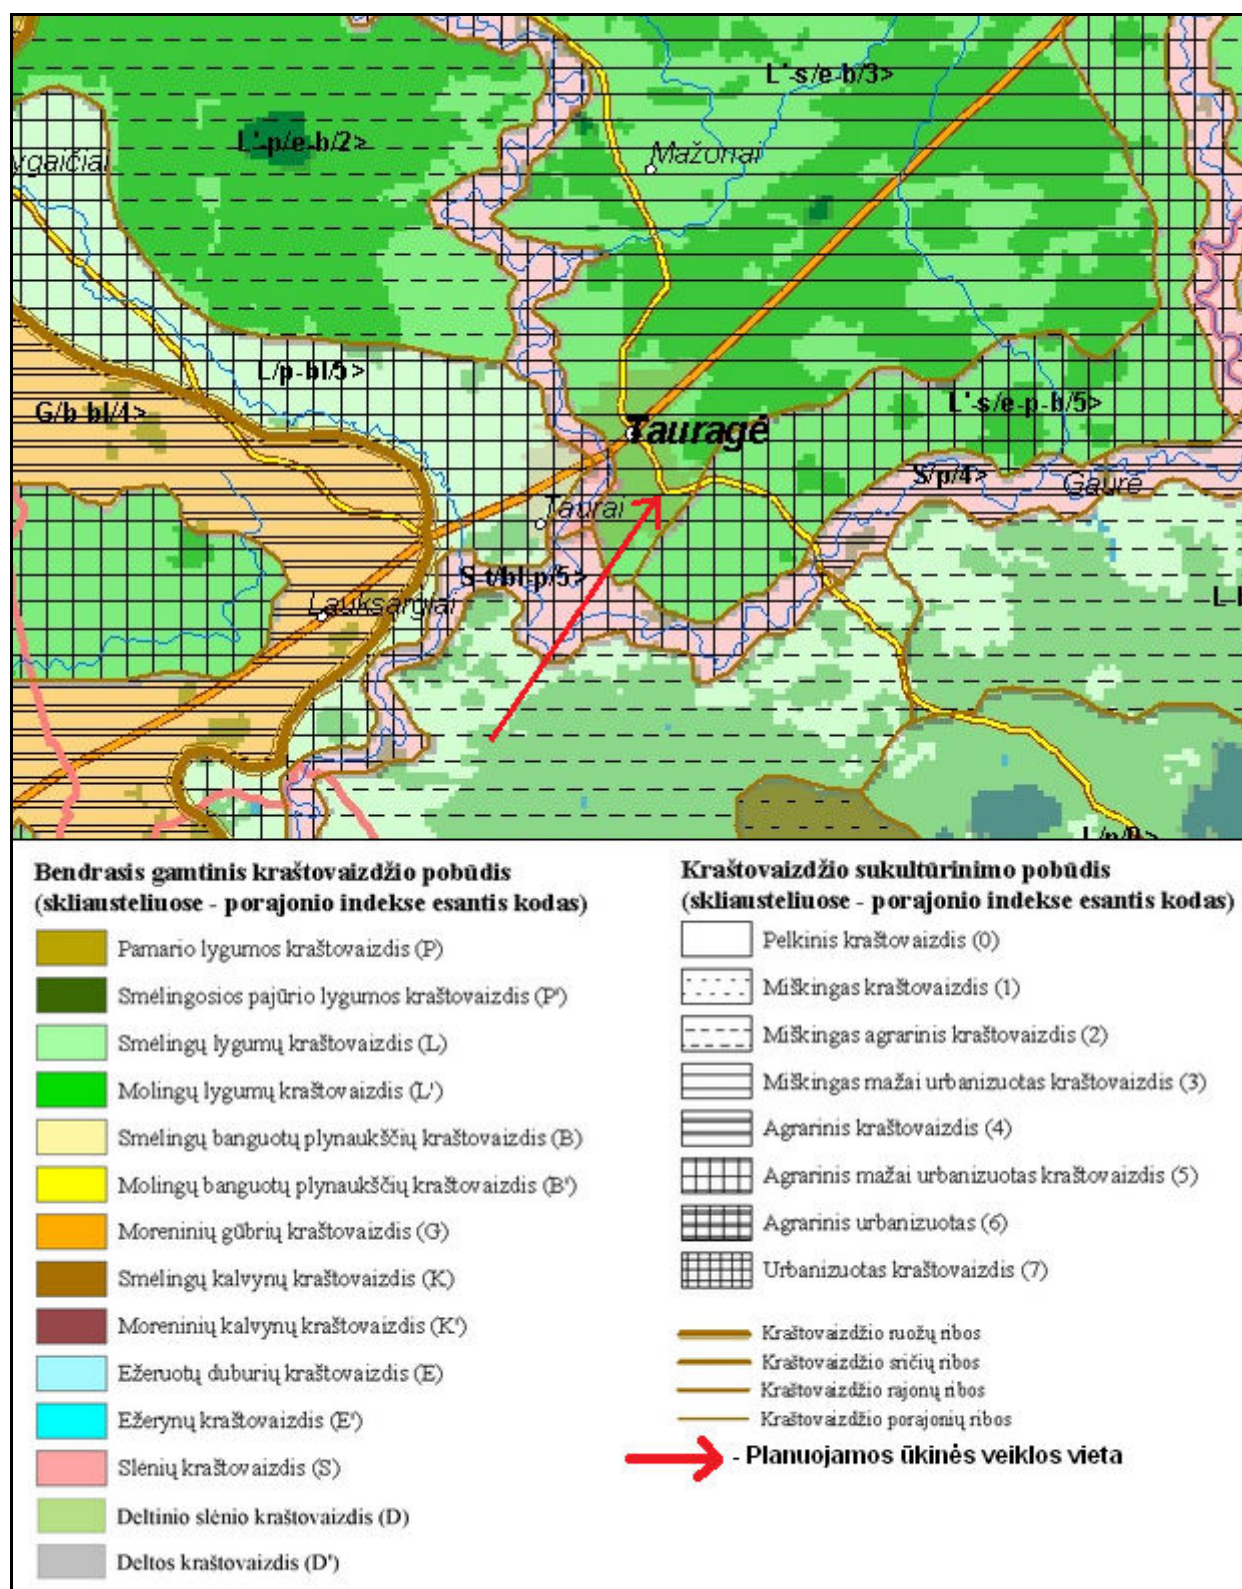 L'-s/e-b/3>
L'-p/e-b/2>
ygaičiai
Mažonai
L/p-bl/5>
G/b-bl/4>
L'-s/e-p-b/5>
Tauragė
S/p/4>
Gaurė
Taurai
S-t/bl-p/5>
Lauksargiai
Bendrasis gamtinis kraštovaizdžio pobūdis
(skliausteliuose - porajonio indekse esantis kodas)
Pamario lygumos kraštovaizdis (P)
Smėlingosios pajūrio lygumos kraštovaizdis (P')
Smėlingų lygumų kraštovaizdis (L)
Molingų lygumų kraštovaizdis (L')
Smėlingų banguotų plynaukščių kraštovaizdis (B)
Molingų banguotų plynaukščių kraštovaizdis (B')
Moreninių gūbrių kraštovaizdis (G)
Smėlingų kalvynų kraštovaizdis (K)
Moreninių kalvynų kraštovaizdis (K')
Ežeruotų duburių kraštovaizdis (E)
Ežerynų kraštovaizdis (E')
Slėnių kraštovaizdis (S)
Deltinio slėnio kraštovaizdis (D)
Deltos kraštovaizdis (D')
Kraštovaizdžio sukultūrinimo pobūdis
(skliausteliuose - porajonio indekse esantis kodas)
Pelkinis kraštovaizdis (0)
Miškingas kraštovaizdis (1)
Miškingas agrarinis kraštovaizdis (2)
Miškingas mažai urbanizuotas kraštovaizdis (3)
Agrarinis kraštovaizdis (4)
Agrarinis mažai urbanizuotas kraštovaizdis (5)
Agrarinis urbanizuotas (6)
Urbanizuotas kraštovaizdis (7)
Kraštovaizdžio ruožų ribos
Kraštovaizdžio sričių ribos
Kraštovaizdžio rajonų ribos
Kraštovaizdžio porajonių ribos
- Planuojamos ūkinės veiklos vieta